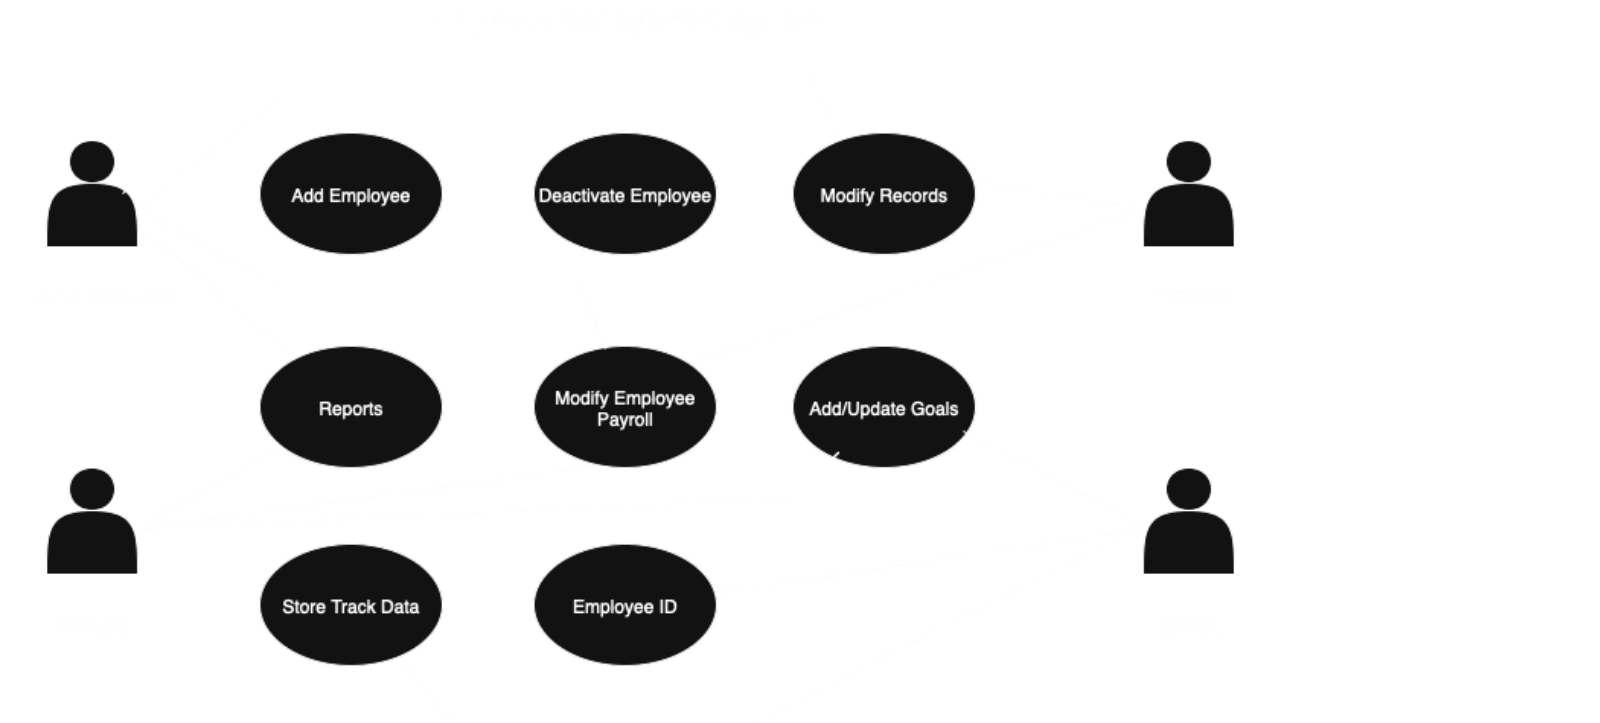 Add Employee
Deactivate Employee
Modify Records
Reports
Modify Employee
Payroll
Add/Update Goals
Store Track Data
Employee ID